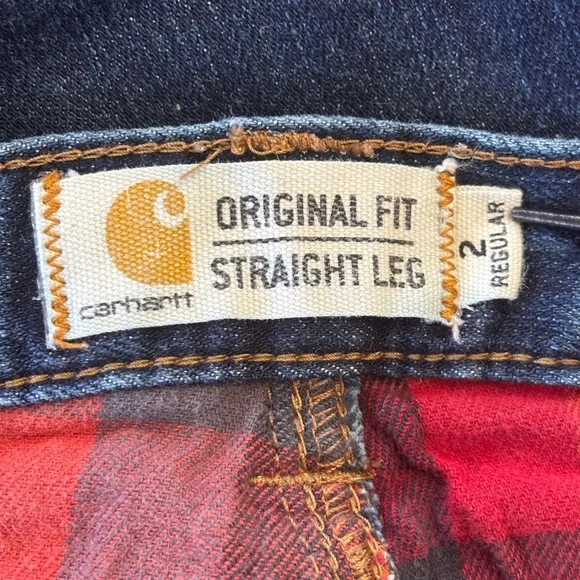 ORIGINAL FIT
STRAIGHT LEG
carhartt
2
REGULAR